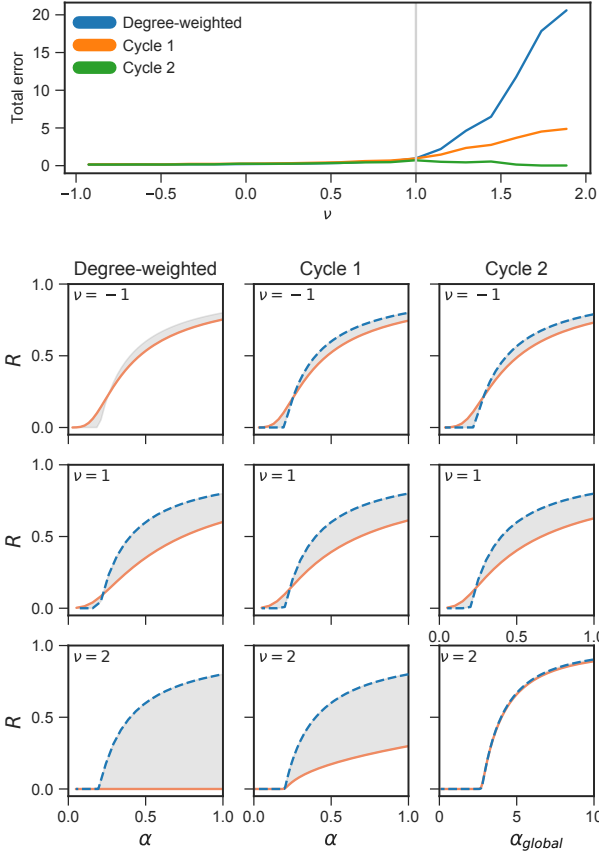 20
15
10
5
0
Total error
Degree-weighted
Cycle 1
Cycle 2
−1.0 −0.5 0.0 0.5 1.0 1.5 2.0
ν
Degree-weighted Cycle 1 Cycle 2
1.0
0.5
0.0
R
ν = −1 ν = −1 ν = −1
1.0
0.5
0.0
R
ν = 1 ν = 1 ν = 1
0.0 0.5 1.0
1.0
0.5
0.0
R
ν = 2 ν = 2 ν = 2
0.0 0.5 1.0 0.0 0.5 1.0 0 5 10
α α α_global